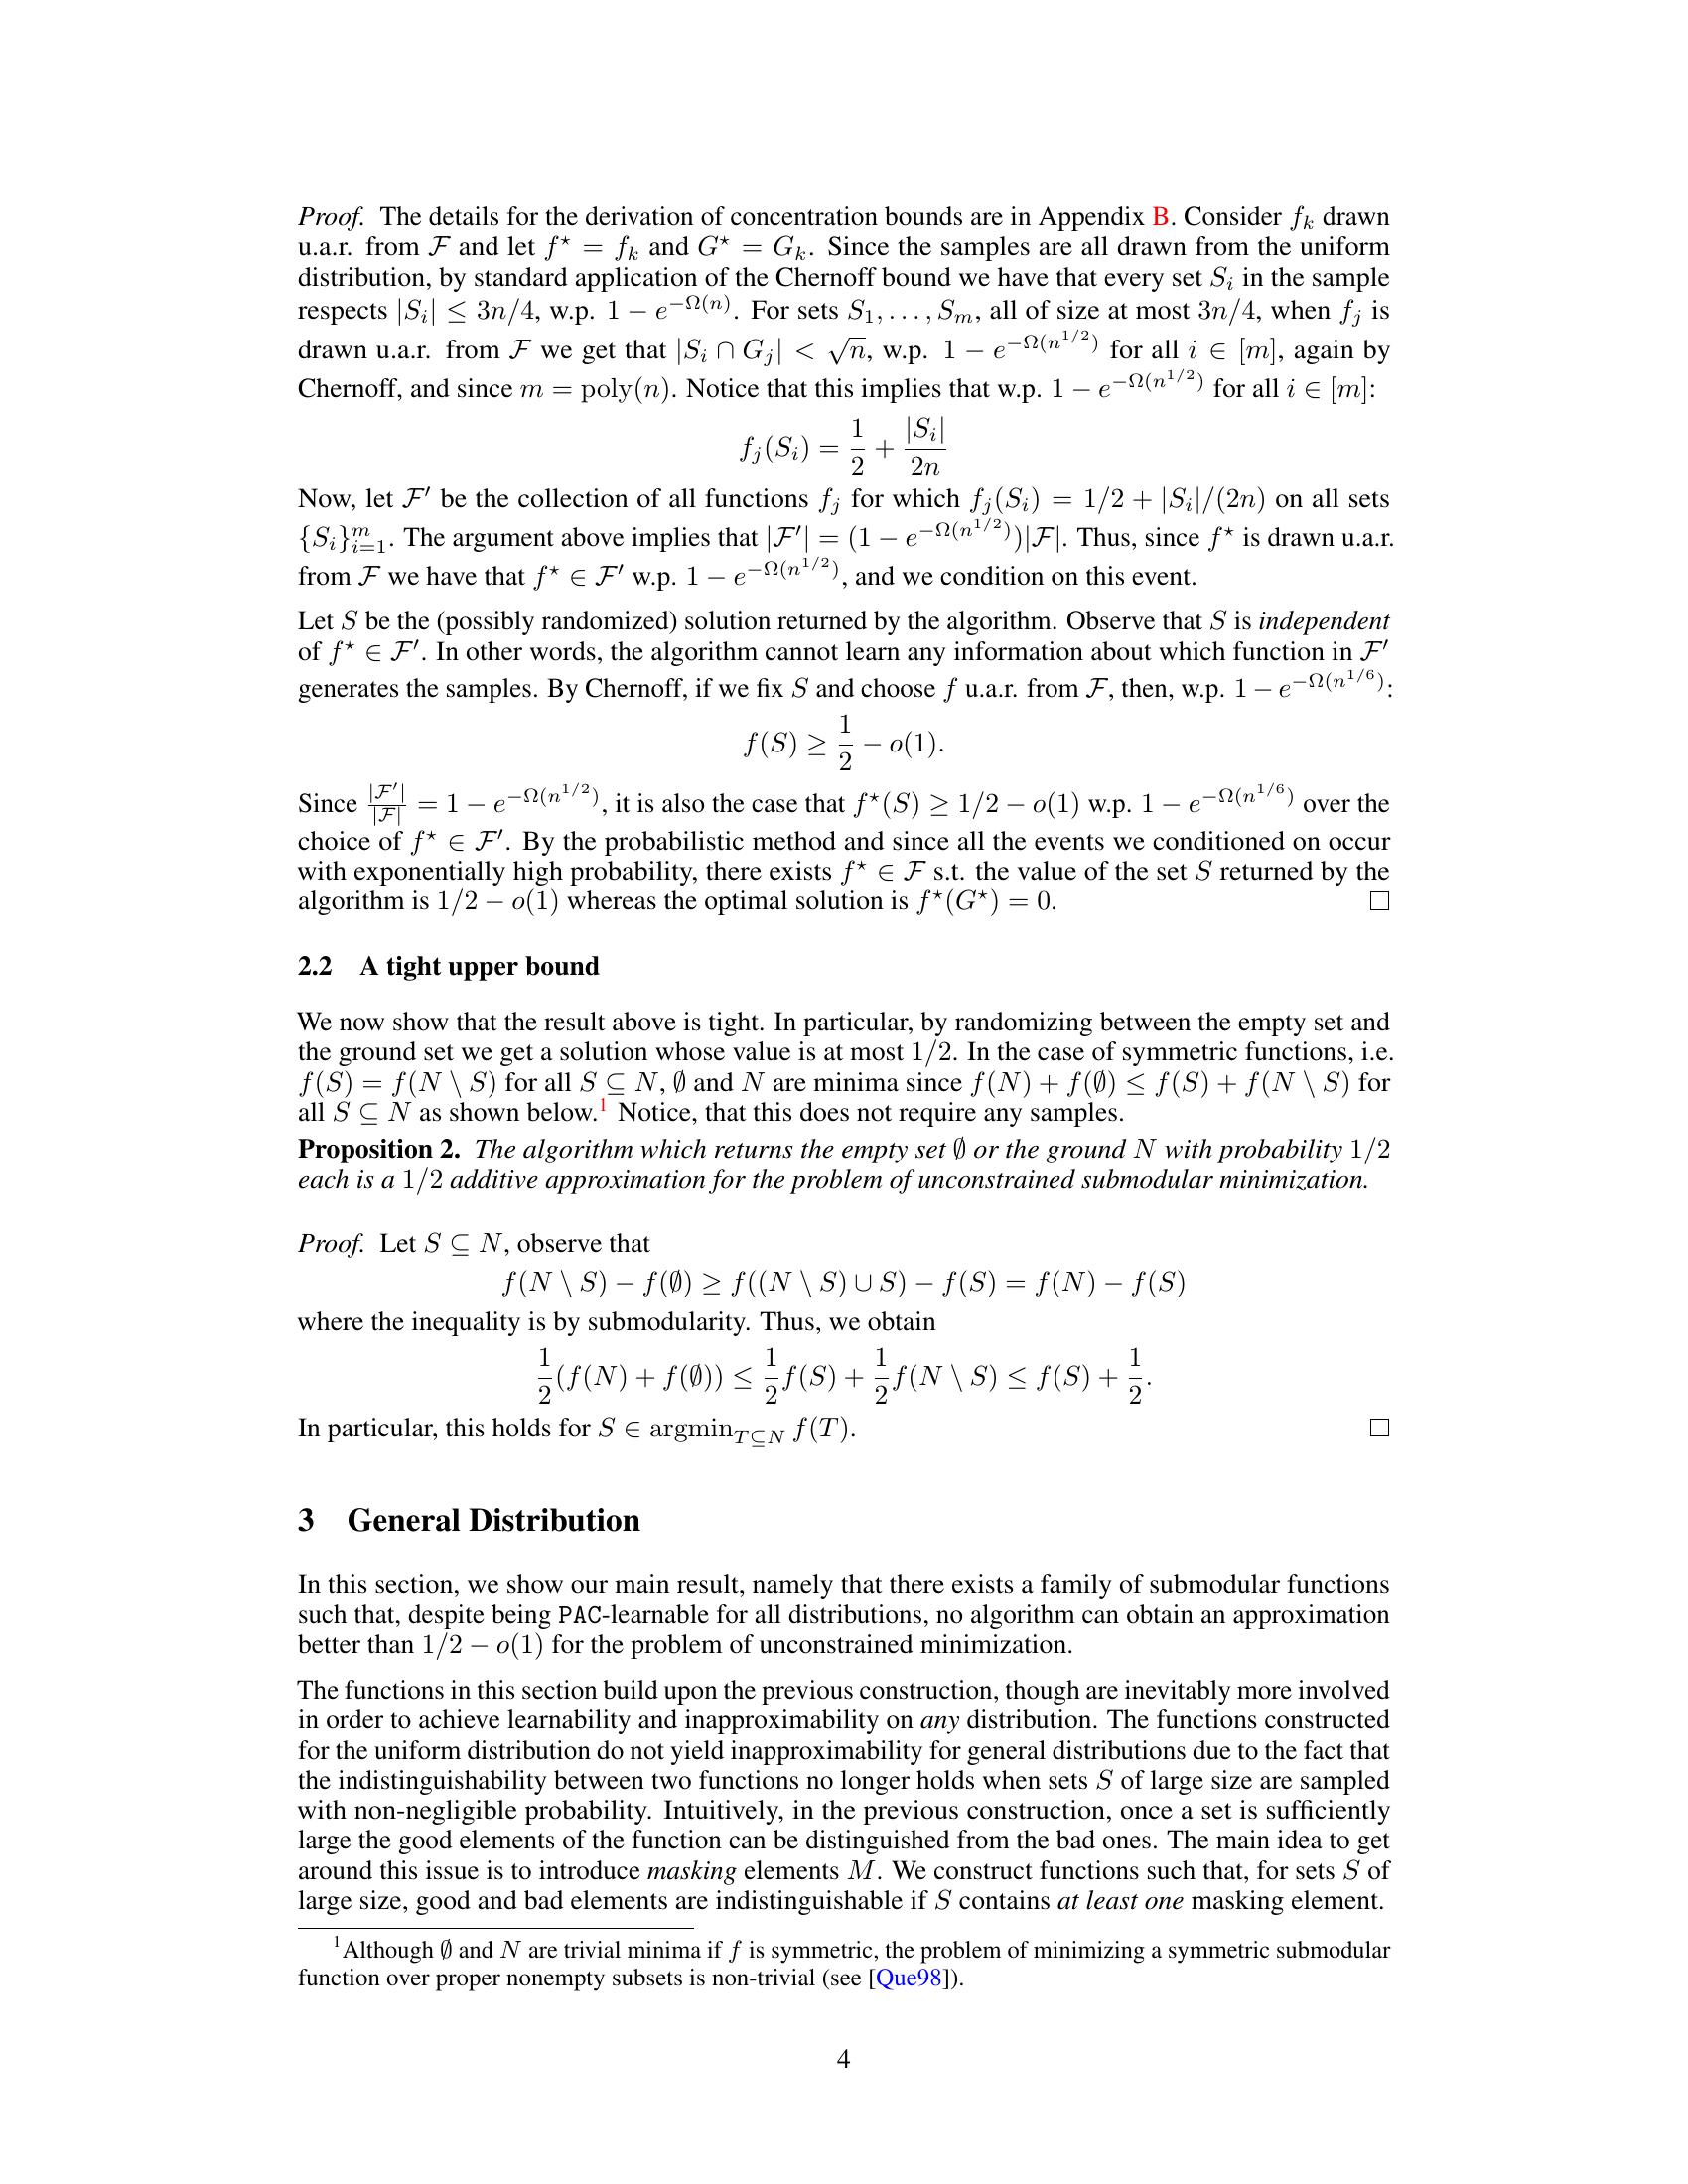 Proof. The details for the derivation of concentration bounds are in Appendix B. Consider $f_k$ drawn
u.a.r. from $\mathcal{F}$ and let $f^\star = f_k$ and $G^\star = G_k$. Since the samples are all drawn from the uniform
distribution, by standard application of the Chernoff bound we have that every set $S_i$ in the sample
respects $|S_i| \leq 3n/4$, w.p. $1 - e^{-\Omega(n)}$. For sets $S_1, \ldots, S_m$, all of size at most $3n/4$, when $f_j$ is
drawn u.a.r. from $\mathcal{F}$ we get that $|S_i \cap G_j| < \sqrt{n}$, w.p. $1 - e^{-\Omega(n^{1/2})}$ for all $i \in [m]$, again by
Chernoff, and since $m = \text{poly}(n)$. Notice that this implies that w.p. $1 - e^{-\Omega(n^{1/2})}$ for all $i \in [m]$:
$f_j(S_i) = \frac{1}{2} + \frac{|S_i|}{2n}$
Now, let $\mathcal{F}'$ be the collection of all functions $f_j$ for which $f_j(S_i) = 1/2 + |S_i|/(2n)$ on all sets
$\{S_i\}_{i=1}^m$. The argument above implies that $|\mathcal{F}'| = (1 - e^{-\Omega(n^{1/2})})|\mathcal{F}|$. Thus, since $f^\star$ is drawn u.a.r.
from $\mathcal{F}$ we have that $f^\star \in \mathcal{F}'$ w.p. $1 - e^{-\Omega(n^{1/2})}$, and we condition on this event.
Let $S$ be the (possibly randomized) solution returned by the algorithm. Observe that $S$ is independent
of $f^\star \in \mathcal{F}'$. In other words, the algorithm cannot learn any information about which function in $\mathcal{F}'$
generates the samples. By Chernoff, if we fix $S$ and choose $f$ u.a.r. from $\mathcal{F}$, then, w.p. $1 - e^{-\Omega(n^{1/6})}$:
$f(S) \geq \frac{1}{2} - o(1).$
Since $\frac{|\mathcal{F}'|}{|\mathcal{F}|} = 1 - e^{-\Omega(n^{1/2})}$, it is also the case that $f^\star(S) \geq 1/2 - o(1)$ w.p. $1 - e^{-\Omega(n^{1/6})}$ over the
choice of $f^\star \in \mathcal{F}'$. By the probabilistic method and since all the events we conditioned on occur
with exponentially high probability, there exists $f^\star \in \mathcal{F}$ s.t. the value of the set $S$ returned by the
algorithm is $1/2 - o(1)$ whereas the optimal solution is $f^\star(G^\star) = 0$. □
2.2 A tight upper bound
We now show that the result above is tight. In particular, by randomizing between the empty set and
the ground set we get a solution whose value is at most $1/2$. In the case of symmetric functions, i.e.
$f(S) = f(N \setminus S)$ for all $S \subseteq N$, $\emptyset$ and $N$ are minima since $f(N) + f(\emptyset) \leq f(S) + f(N \setminus S)$ for
all $S \subseteq N$ as shown below.$^1$ Notice, that this does not require any samples.
Proposition 2. The algorithm which returns the empty set $\emptyset$ or the ground $N$ with probability $1/2$
each is a $1/2$ additive approximation for the problem of unconstrained submodular minimization.
Proof. Let $S \subseteq N$, observe that
$f(N \setminus S) - f(\emptyset) \geq f((N \setminus S) \cup S) - f(S) = f(N) - f(S)$
where the inequality is by submodularity. Thus, we obtain
$\frac{1}{2}(f(N) + f(\emptyset)) \leq \frac{1}{2}f(S) + \frac{1}{2}f(N \setminus S) \leq f(S) + \frac{1}{2}.$
In particular, this holds for $S \in \text{argmin}_{T \subseteq N} f(T)$. □
3 General Distribution
In this section, we show our main result, namely that there exists a family of submodular functions
such that, despite being PAC-learnable for all distributions, no algorithm can obtain an approximation
better than $1/2 - o(1)$ for the problem of unconstrained minimization.
The functions in this section build upon the previous construction, though are inevitably more involved
in order to achieve learnability and inapproximability on any distribution. The functions constructed
for the uniform distribution do not yield inapproximability for general distributions due to the fact that
the indistinguishability between two functions no longer holds when sets $S$ of large size are sampled
with non-negligible probability. Intuitively, in the previous construction, once a set is sufficiently
large the good elements of the function can be distinguished from the bad ones. The main idea to get
around this issue is to introduce masking elements $M$. We construct functions such that, for sets $S$ of
large size, good and bad elements are indistinguishable if $S$ contains at least one masking element.
$^1$Although $\emptyset$ and $N$ are trivial minima if $f$ is symmetric, the problem of minimizing a symmetric submodular
function over proper nonempty subsets is non-trivial (see [Que98]).
4